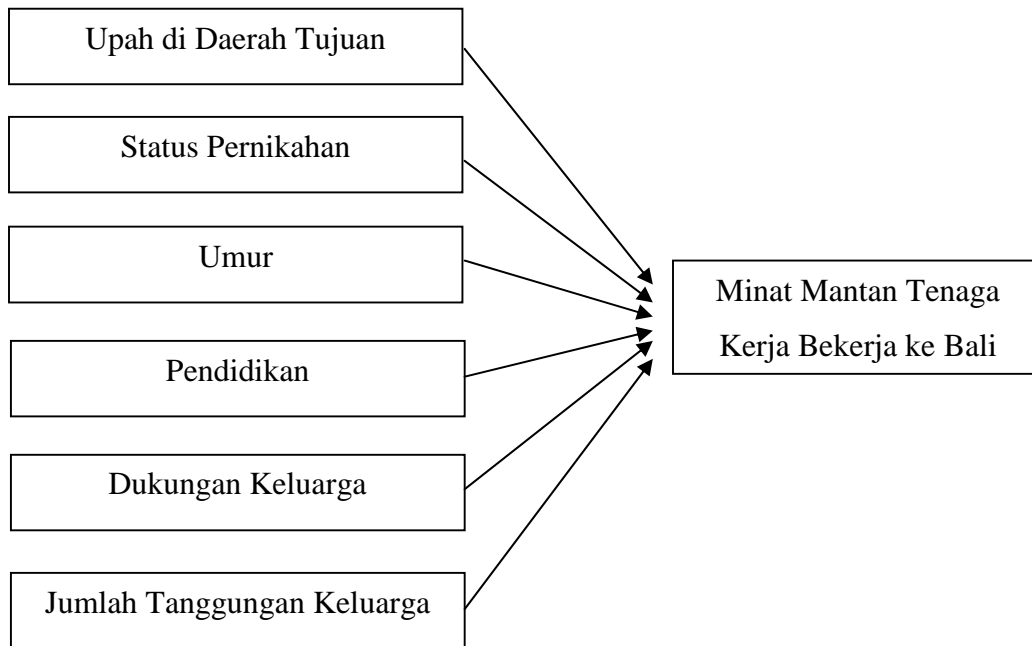 Upah di Daerah Tujuan
Status Pernikahan
Umur
Pendidikan
Dukungan Keluarga
Jumlah Tanggungan Keluarga
Minat Mantan Tenaga
Kerja Bekerja ke Bali